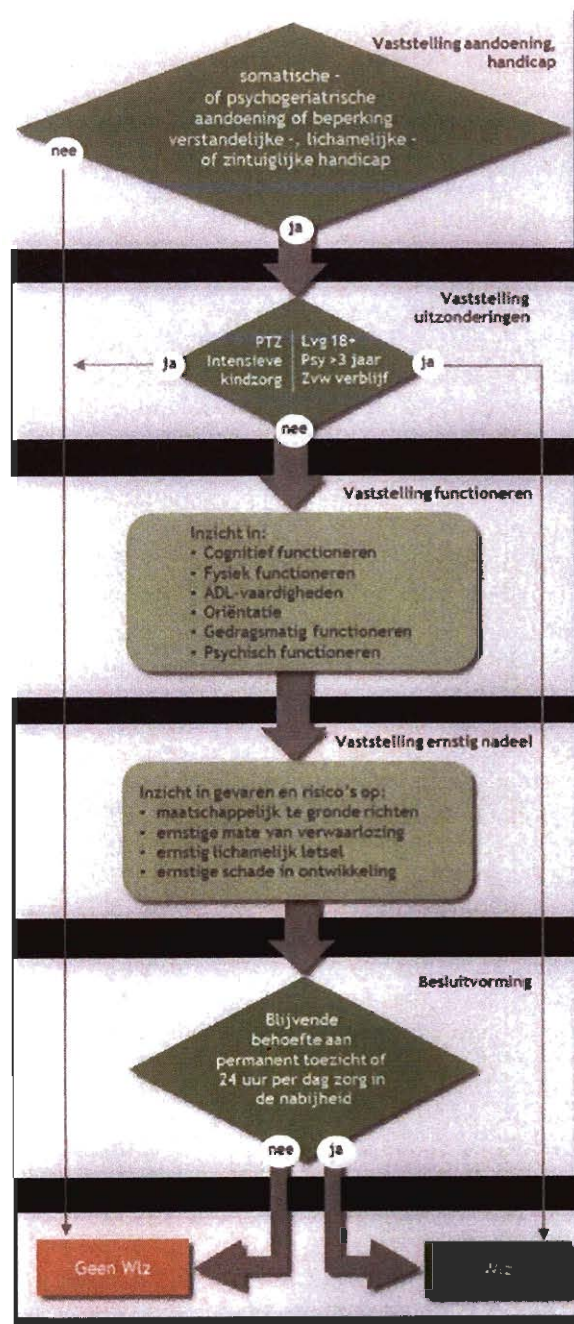 Vaststelling aandoening,
handicap
somatische -
of psychogeriatrische
aandoening of beperking
verstandelijke -, lichamelijke -
of zintuiglijke handicap
nee
ja
Vaststelling
uitzonderingen
PTZ
Intensieve
kindzorg
Lvg 18+
Psy >3 jaar
Zvw verblijf
ja
ja
nee
Vaststelling functioneren
Inzicht in:
• Cognitief functioneren
• Fysiek functioneren
• ADL-vaardigheden
• Oriëntatie
• Gedragsmatig functioneren
• Psychisch functioneren
Vaststelling ernstig nadeel
Inzicht in gevaren en risico's op:
• maatschappelijk te gronde richten
• ernstige mate van verwaarlozing
• ernstig lichamelijk letsel
• ernstige schade in ontwikkeling
Besluitvorming
Blijvende
behoefte aan
permanent toezicht of
24 uur per dag zorg in
de nabijheid
nee
ja
Geen Wlz
Wlz